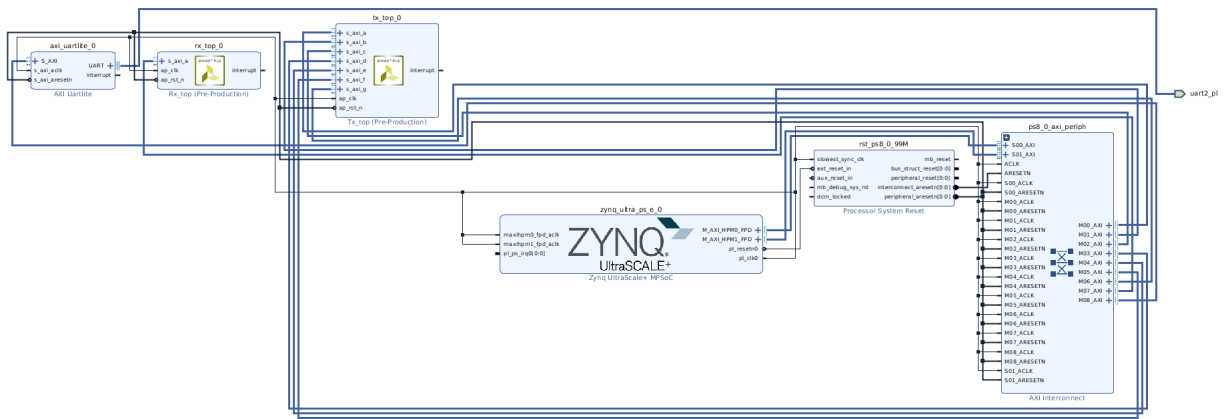 axi_uartlite_0
S_AXI
s_axi_aclk
s_axi_aresetn
UART
interrupt
AXI Uartlite
rx_top_0
s_axi_a
ap_clk
ap_rst_n
interrupt
Rx_top (Pre-Production)
tx_top_0
s_axi_a
s_axi_b
s_axi_c
s_axi_d
s_axi_e
s_axi_f
s_axi_g
ap_clk
ap_rst_n
interrupt
Tx_top (Pre-Production)
uart2_pl
zynq_ultra_ps_e_0
maxihpm0_fpd_aclk
maxihpm1_fpd_aclk
pl_ps_irq0[0:0]
ZYNQ
UltraSCALE+
M_AXI_HPM0_FPD
M_AXI_HPM1_FPD
pl_resetn0
pl_clk0
Zynq UltraScale+ MPSoC
rst_ps8_0_99M
slowest_sync_clk
ext_reset_in
aux_reset_in
mb_debug_sys_rst
dcm_locked
mb_reset
bus_struct_reset[0:0]
peripheral_reset[0:0]
interconnect_aresetn[0:0]
peripheral_aresetn[0:0]
Processor System Reset
ps8_0_axi_periph
S00_AXI
S01_AXI
ACLK
ARESETN
S00_ACLK
S00_ARESETN
M00_ACLK
M00_ARESETN
M01_ACLK
M01_ARESETN
M02_ACLK
M02_ARESETN
M03_ACLK
M03_ARESETN
M04_ACLK
M04_ARESETN
M05_ACLK
M05_ARESETN
M06_ACLK
M06_ARESETN
M07_ACLK
M07_ARESETN
M08_ACLK
M08_ARESETN
S01_ACLK
S01_ARESETN
M00_AXI
M01_AXI
M02_AXI
M03_AXI
M04_AXI
M05_AXI
M06_AXI
M07_AXI
M08_AXI
AXI Interconnect